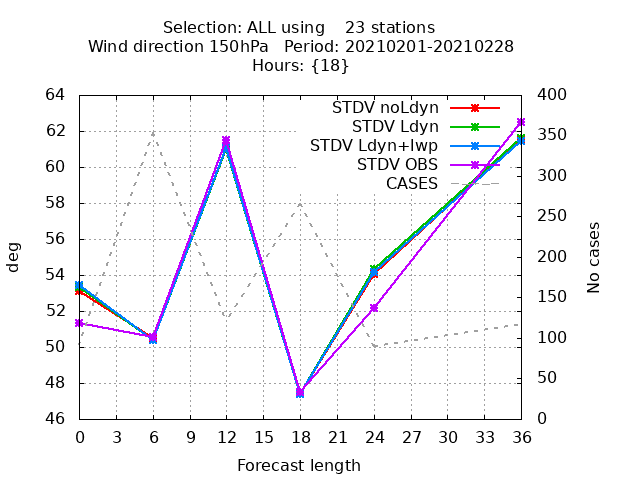 Selection: ALL using    23 stations
Wind direction 150hPa   Period: 20210201-20210228
Hours: {18}
64
62
60
58
56
54
52
50
48
46
400
350
300
250
200
150
100
50
0
STDV noLdyn
STDV Ldyn
STDV Ldyn+lwp
STDV OBS
CASES
deg
No cases
0 3 6 9 12 15 18 21 24 27 30 33 36
Forecast length